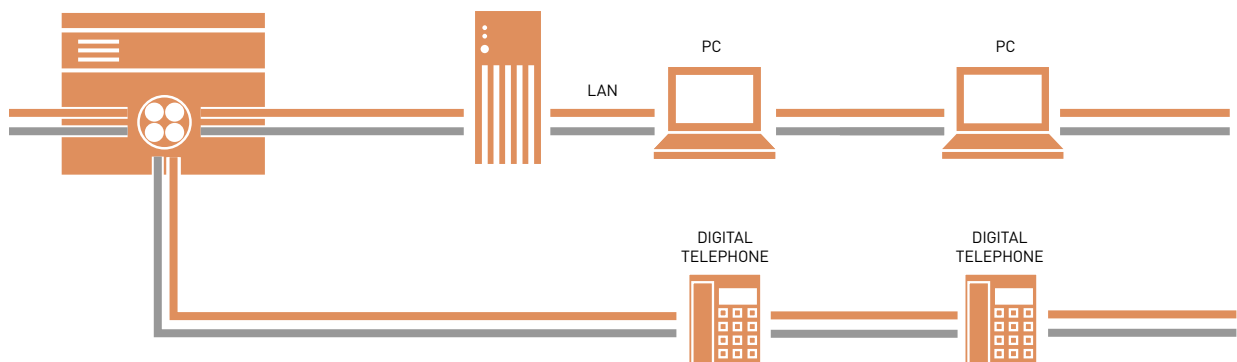 PC
PC
LAN
DIGITAL
TELEPHONE
DIGITAL
TELEPHONE